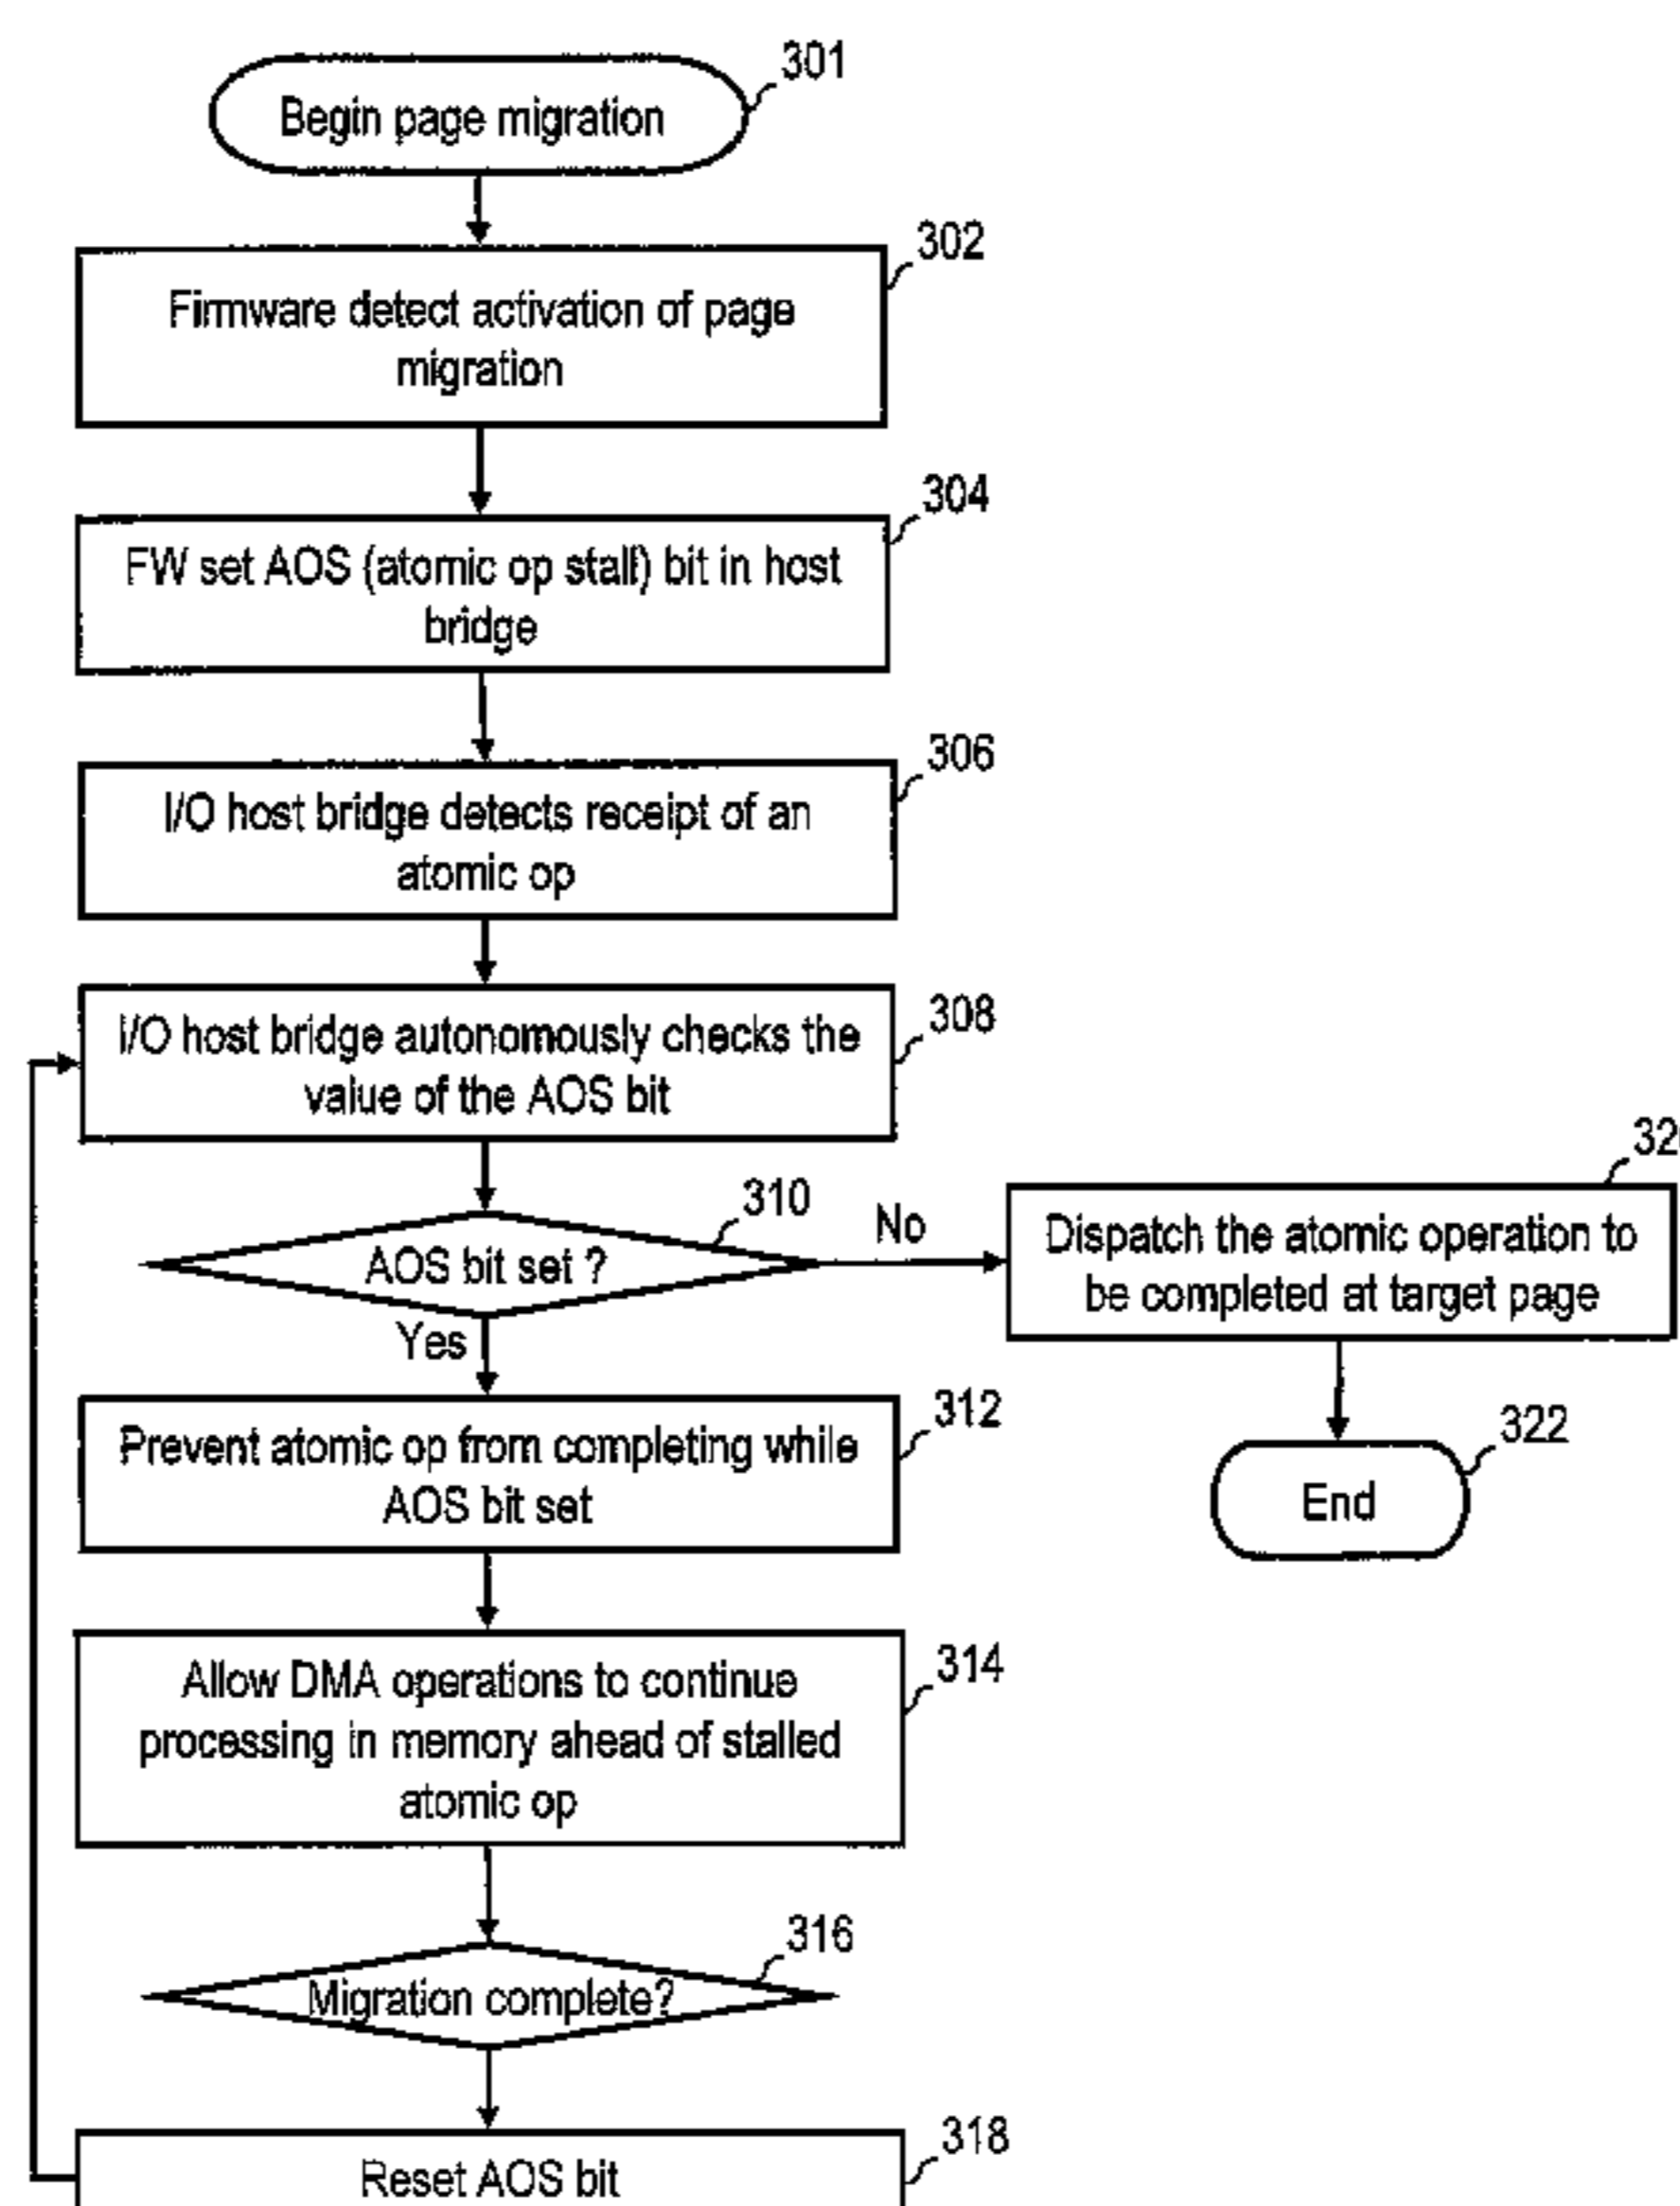 301
Begin page migration
302
Firmware detect activation of page
migration
304
FW set AOS (atomic op stall) bit in host
bridge
306
I/O host bridge detects receipt of an
atomic op
308
I/O host bridge autonomously checks the
value of the AOS bit
310
AOS bit set ?
No
Yes
32
Dispatch the atomic operation to
be completed at target page
312
Prevent atomic op from completing while
AOS bit set
322
End
314
Allow DMA operations to continue
processing in memory ahead of stalled
atomic op
316
Migration complete?
318
Reset AOS bit